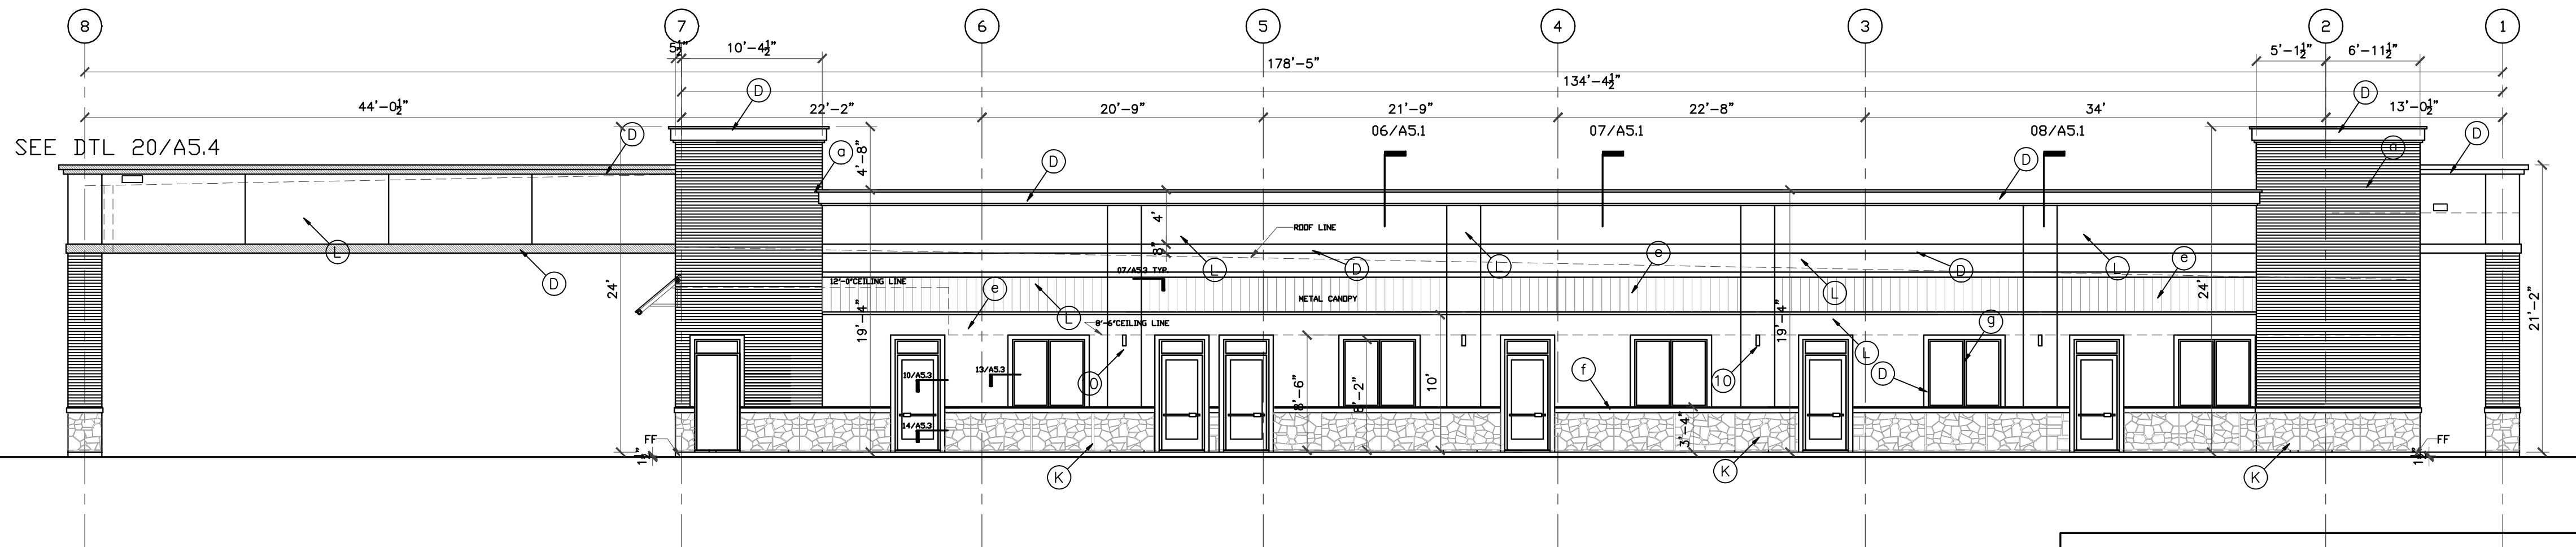 8 7 6 5 4 3 2 1
5½" 10'-4½" 5'-1½" 6'-11½"
178'-5"
134'-4½"
44'-0½" 22'-2" 20'-9" 21'-9" 22'-8" 34' 13'-0½"
D D
06/A5.1 07/A5.1 08/A5.1
SEE DTL 20/A5.4
D D D D
a a
4'-8"
4'
8"
ROOF LINE
L D L L D L D L e e
07/A5.3 TYP.
12'-0"CEILING LINE
e L L
METAL CANOPY
24' 19'-4" 19'-4" 24' 21'-2"
8'-6"CEILING LINE
g
L
10 10
13/A5.3
10/A5.3
f D
8'-6" 8'-2" 10'
14/A5.3
3'-4"
FF FF
K K K